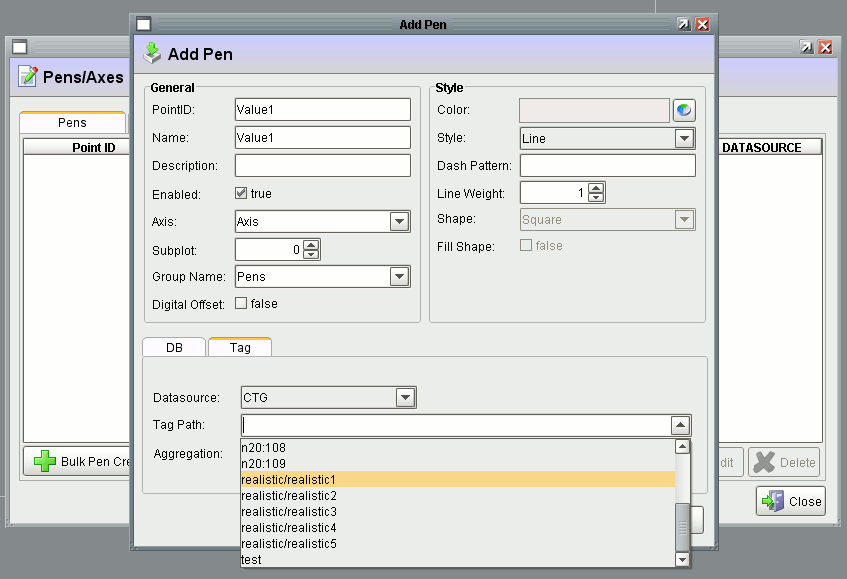 Add Pen
Pens/Axes
Add Pen
Pens
Point ID
DATASOURCE
General
PointID: Value1
Name: Value1
Description:
Enabled: true
Axis: Axis
Subplot: 0
Group Name: Pens
Digital Offset: false
Style
Color:
Style: Line
Dash Pattern:
Line Weight: 1
Shape: Square
Fill Shape: false
DB Tag
Datasource: CTG
Tag Path:
Aggregation:
n20:108
n20:109
realistic/realistic1
realistic/realistic2
realistic/realistic3
realistic/realistic4
realistic/realistic5
test
Bulk Pen Cre
dit
Delete
Close